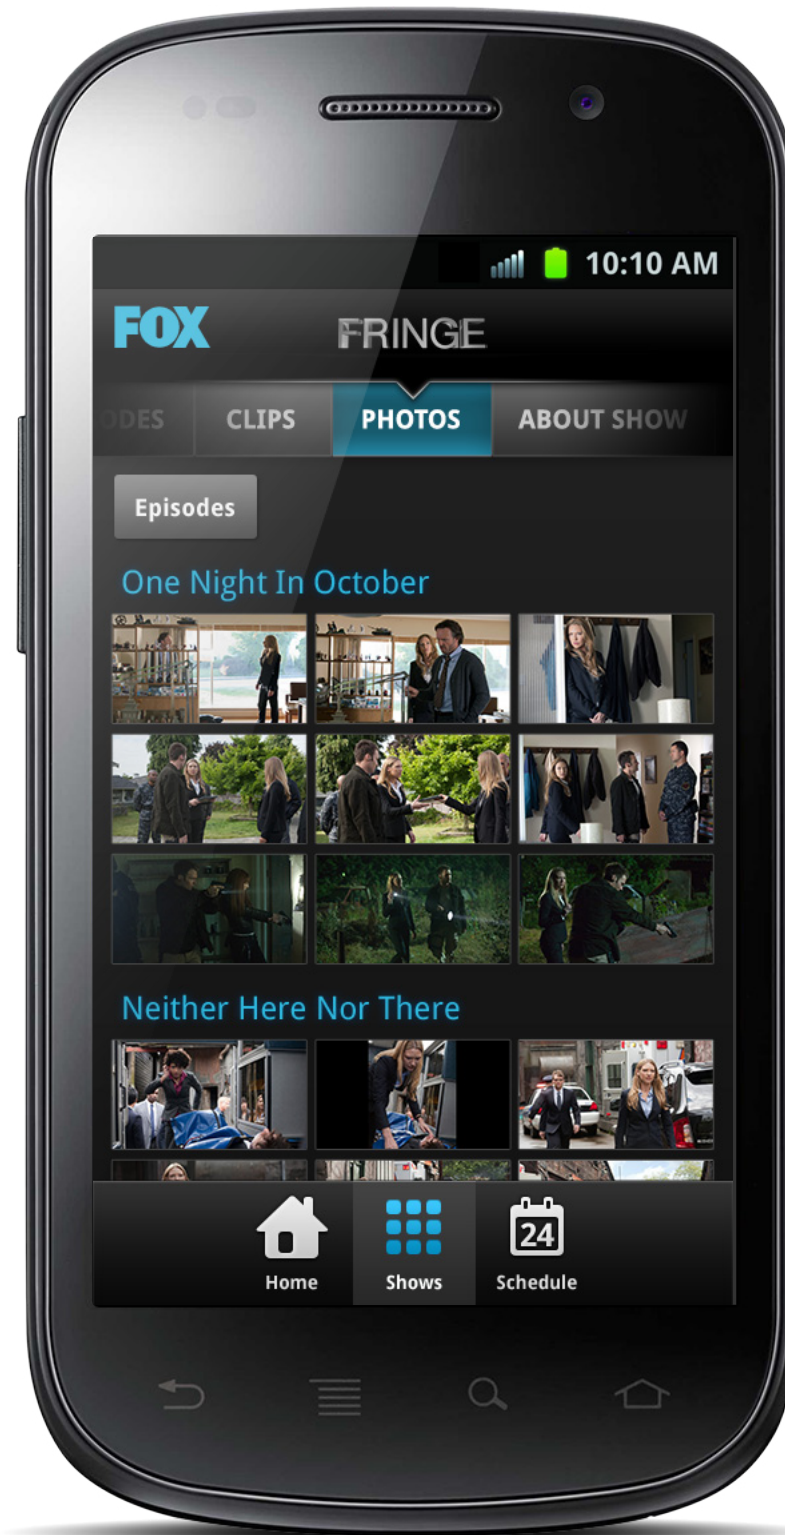 10:10 AM
FOX FRINGE
ODES CLIPS PHOTOS ABOUT SHOW
Episodes
One Night In October
Neither Here Nor There
24
Home Shows Schedule